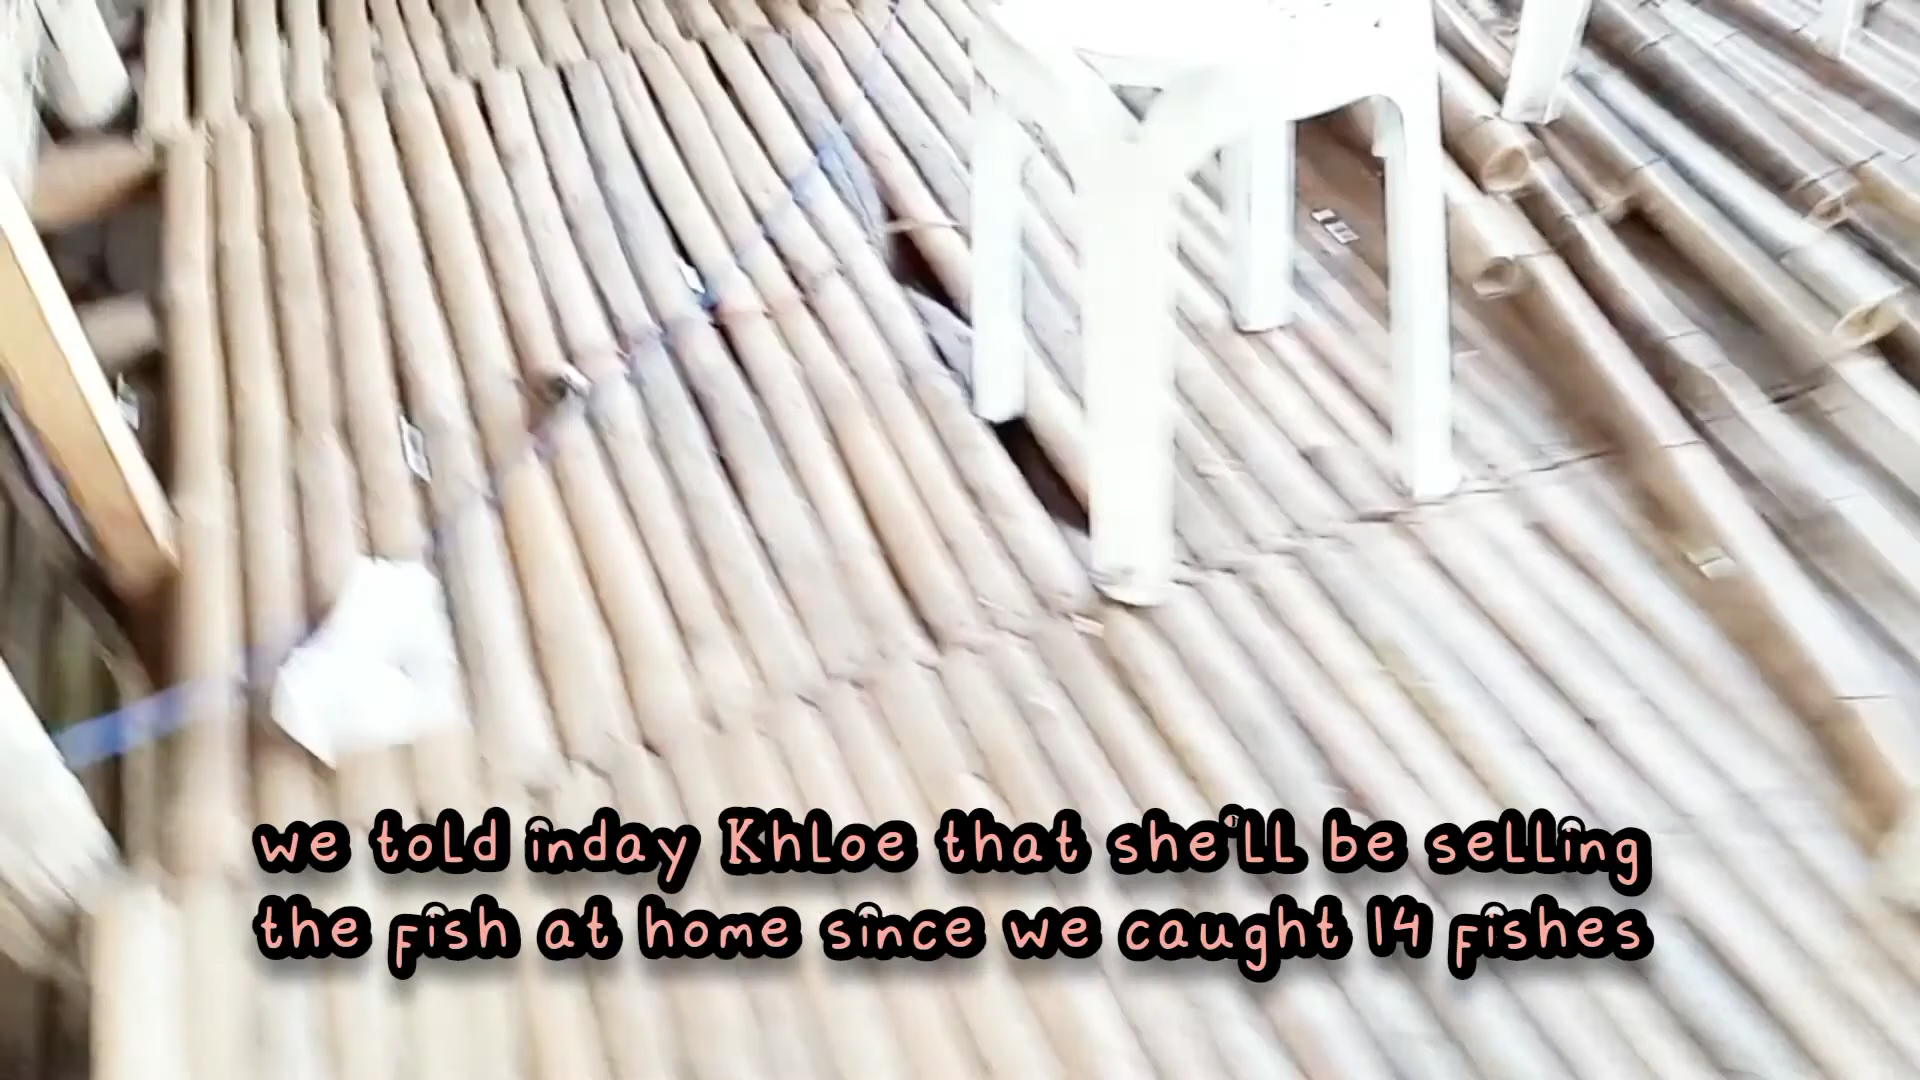 we told inday Khloe that she'll be selling
the fish at home since we caught 14 fishes